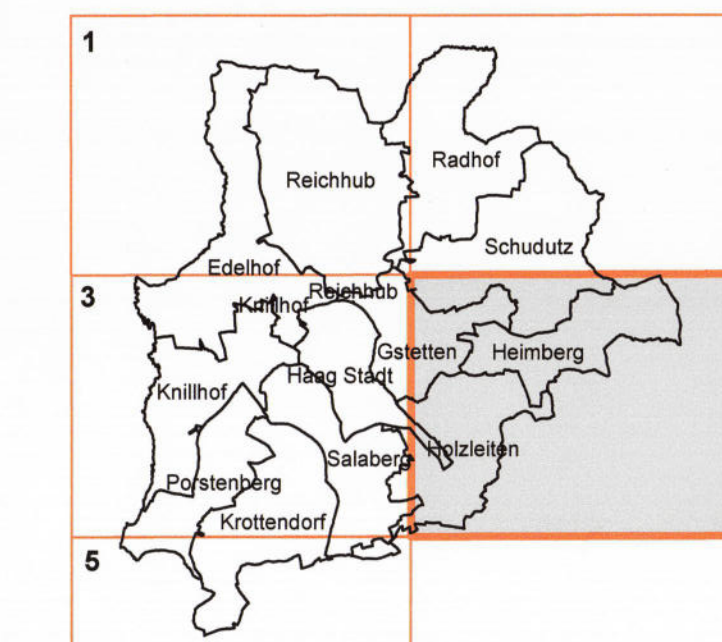 1
Radhof
Reichhub
Schudutz
Edelhof
3
Reichhub
Knillhof
Gstetten
Heimberg
Haag Stadt
Knillhof
Holzleiten
Salaberg
Porstenberg
Krottendorf
5